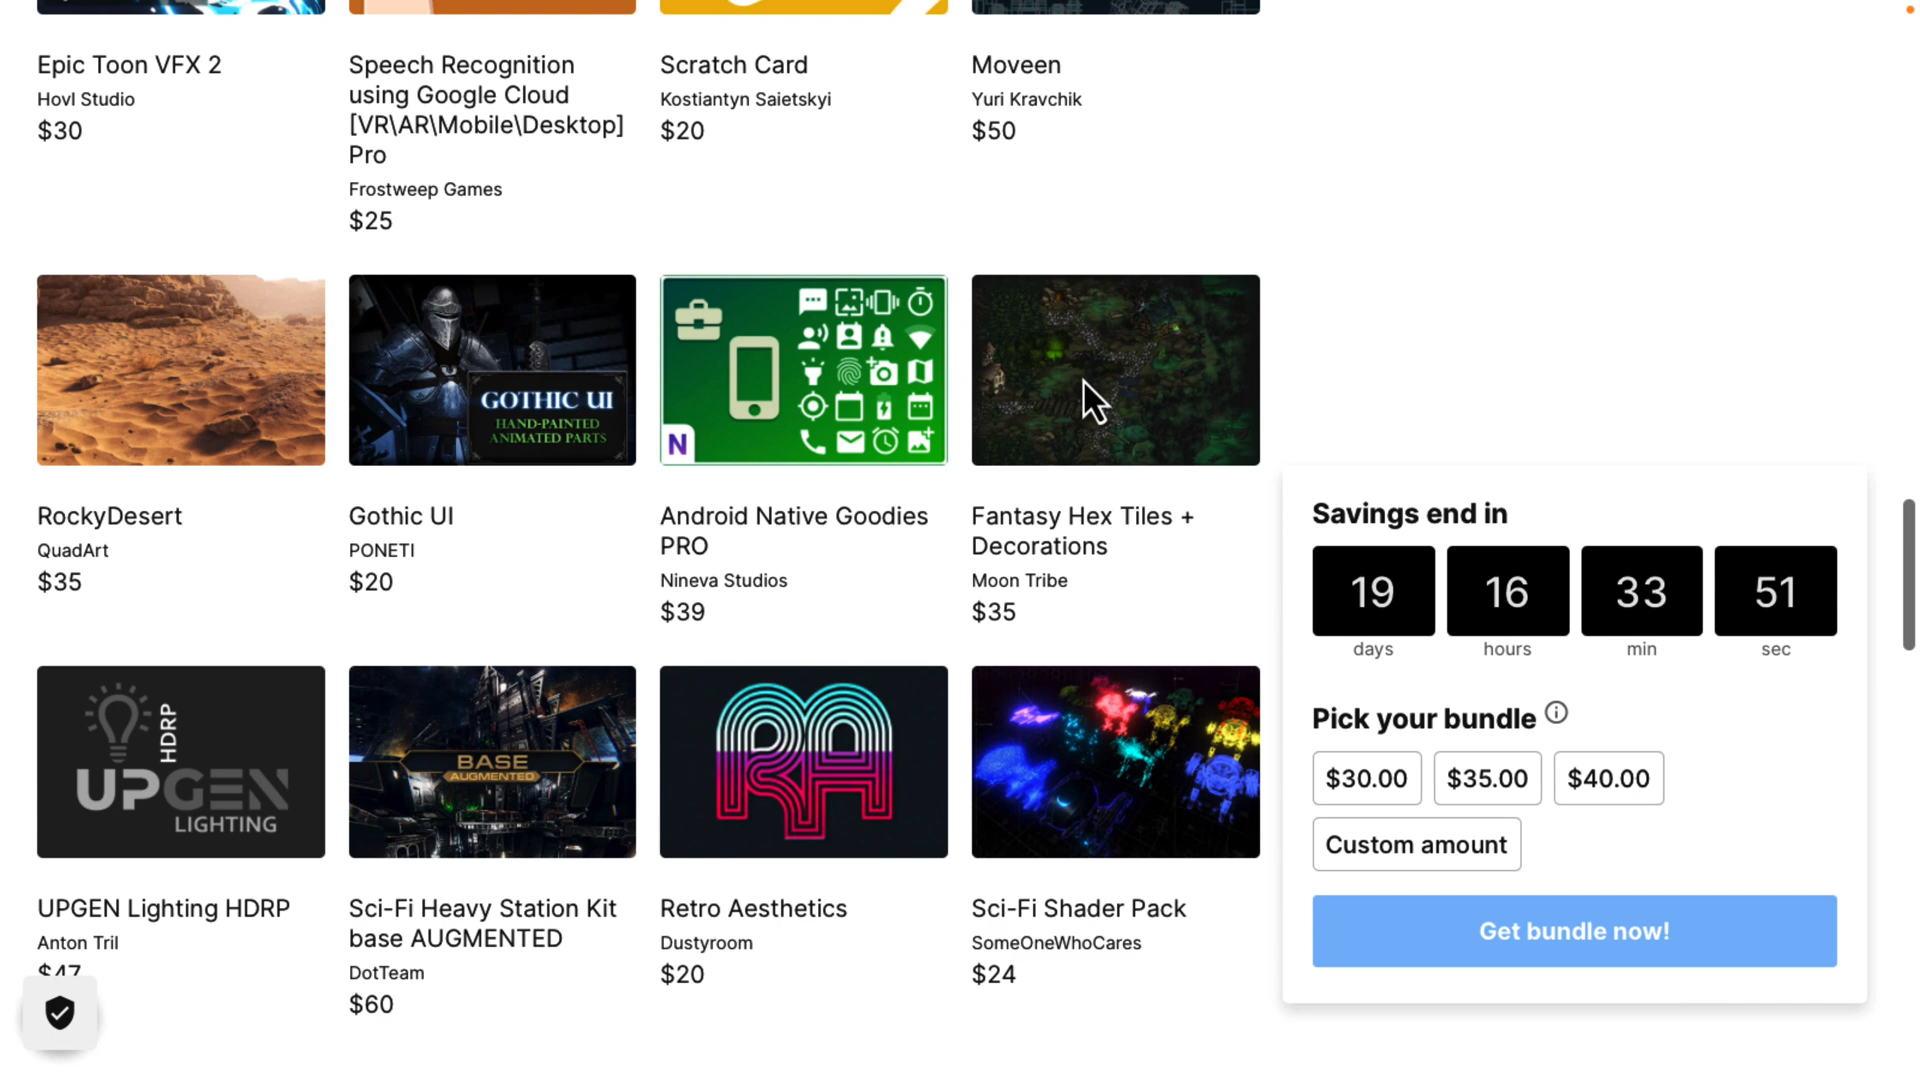 Epic Toon VFX 2
Hovl Studio
$30
Speech Recognition
using Google Cloud
[VR\AR\Mobile\Desktop]
Pro
Frostweep Games
$25
Scratch Card
Kostiantyn Saietskyi
$20
Moveen
Yuri Kravchik
$50
GOTHIC UI
HAND-PAINTED
ANIMATED PARTS
N
RockyDesert
QuadArt
$35
Gothic UI
PONETI
$20
Android Native Goodies
PRO
Nineva Studios
$39
Fantasy Hex Tiles +
Decorations
Moon Tribe
$35
HDRP
UPGEN
LIGHTING
BASE
AUGMENTED
RA
UPGEN Lighting HDRP
Anton Tril
$47
Sci-Fi Heavy Station Kit
base AUGMENTED
DotTeam
$60
Retro Aesthetics
Dustyroom
$20
Sci-Fi Shader Pack
SomeOneWhoCares
$24
Savings end in
19 16 33 51
days hours min sec
Pick your bundle
$30.00 $35.00 $40.00
Custom amount
Get bundle now!